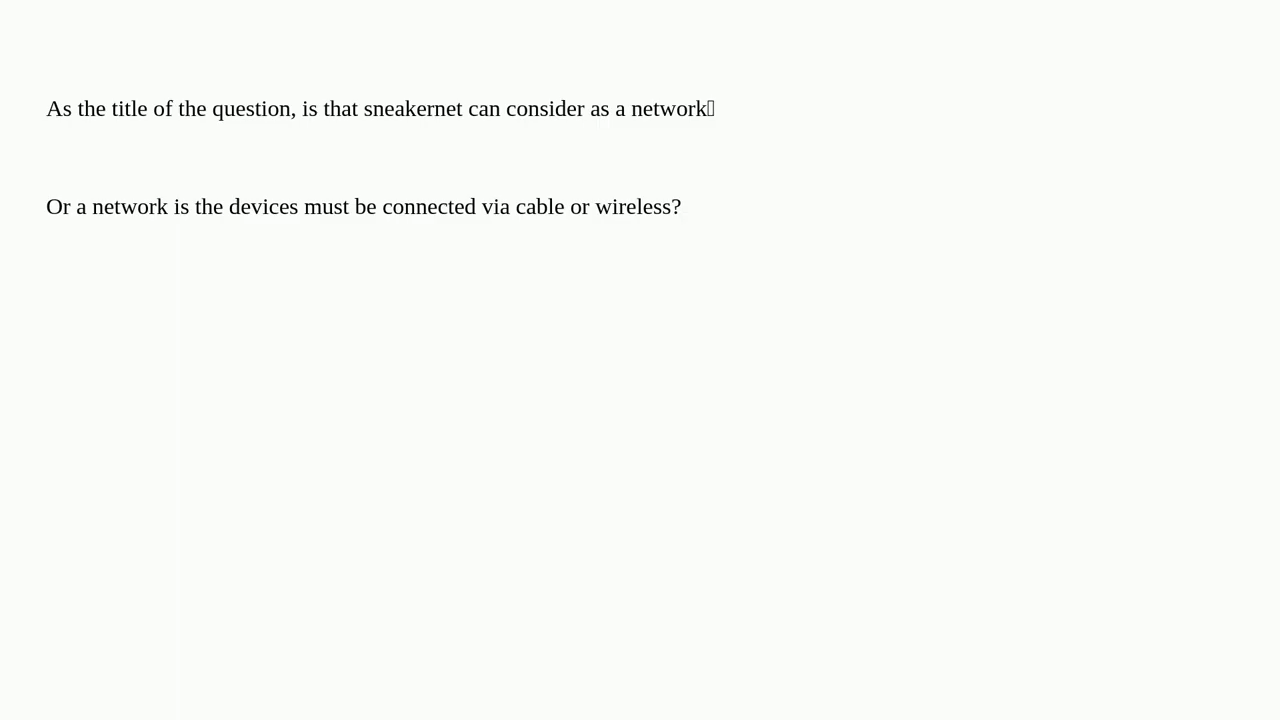 As the title of the question, is that sneakernet can consider as a network
Or a network is the devices must be connected via cable or wireless?